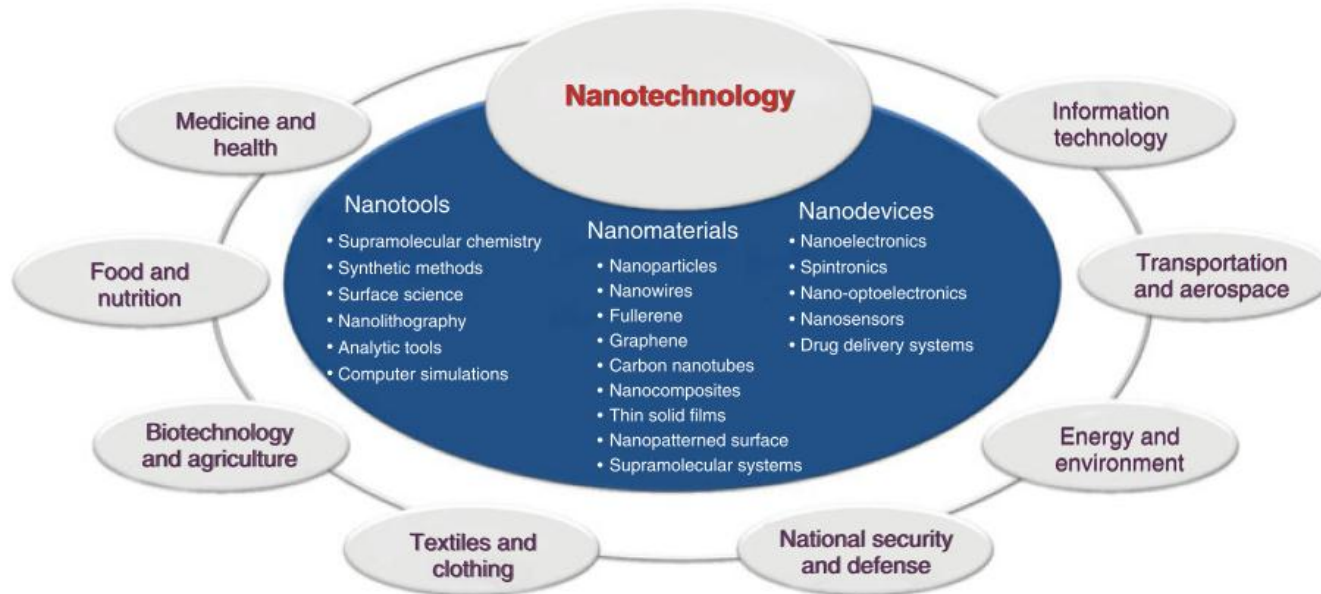 Nanotechnology
Medicine and
health
Information
technology
Nanotools
• Supramolecular chemistry
• Synthetic methods
• Surface science
• Nanolithography
• Analytic tools
• Computer simulations
Nanomaterials
• Nanoparticles
• Nanowires
• Fullerene
• Graphene
• Carbon nanotubes
• Nanocomposites
• Thin solid films
• Nanopatterned surface
• Supramolecular systems
Nanodevices
• Nanoelectronics
• Spintronics
• Nano-optoelectronics
• Nanosensors
• Drug delivery systems
Food and
nutrition
Transportation
and aerospace
Biotechnology
and agriculture
Energy and
environment
Textiles and
clothing
National security
and defense